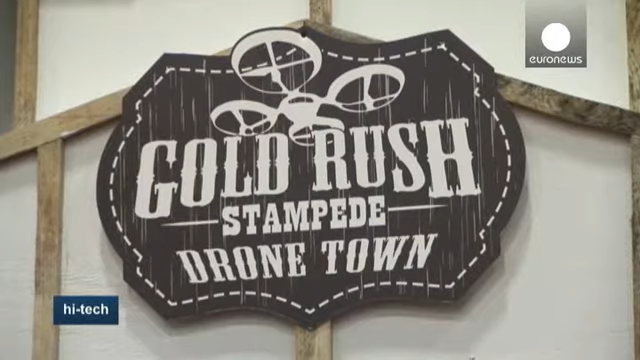 euronews
GOLD RUSH
STAMPEDE
DRONE TOWN
hi-tech